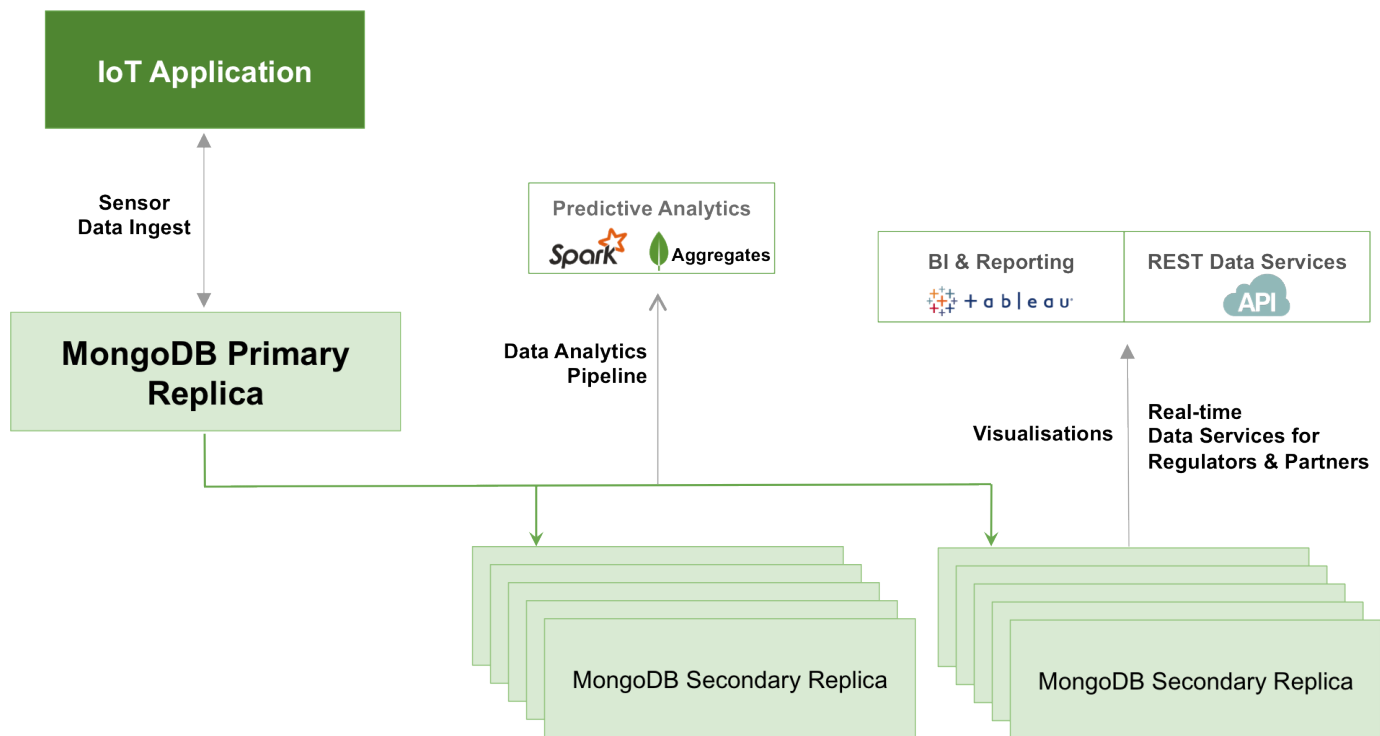 IoT Application
Sensor
Data Ingest
MongoDB Primary
Replica
Predictive Analytics
Spark
Aggregates
Data Analytics
Pipeline
BI & Reporting
+ableau
REST Data Services
API
Visualisations
Real-time
Data Services for
Regulators & Partners
MongoDB Secondary Replica
MongoDB Secondary Replica